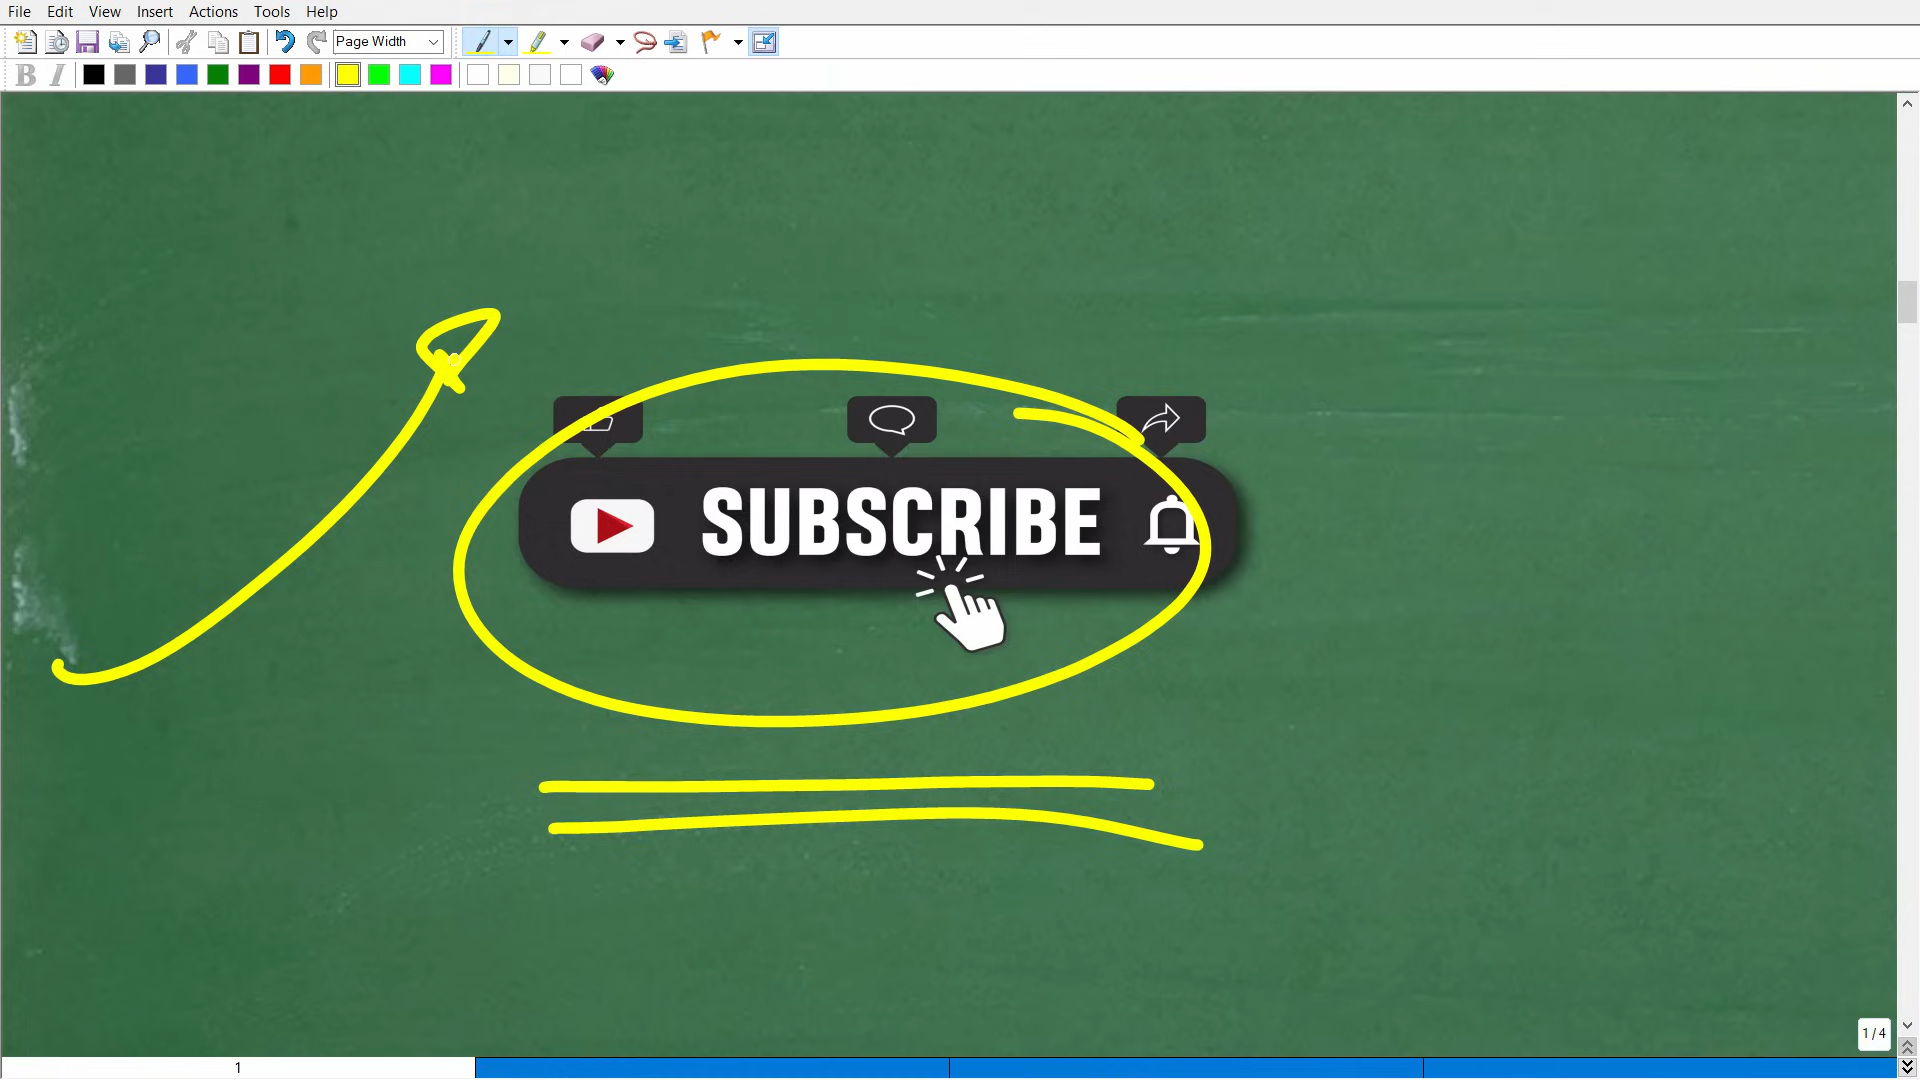 File Edit View Insert Actions Tools Help
Page Width
B I
SUBSCRIBE
1 / 4
1